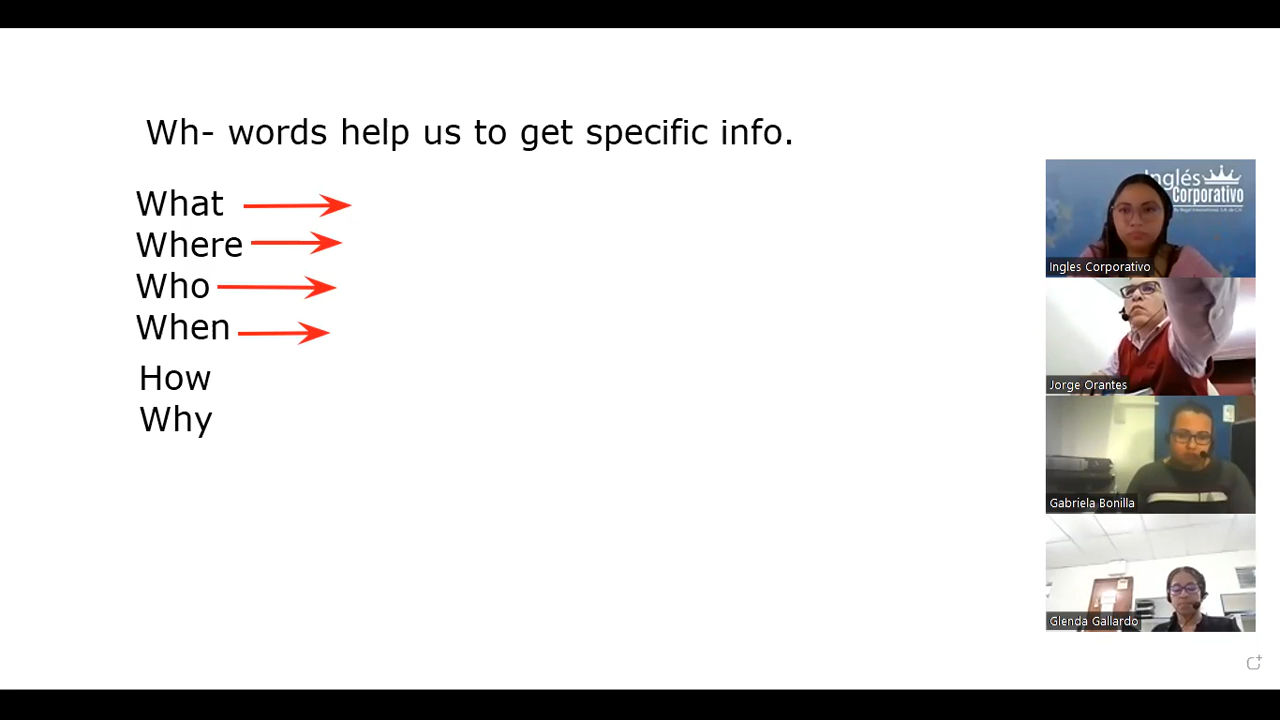 Wh- words help us to get specific info.
What
Where
Who
When
How
Why
Inglés
Corporativo
Ingles Corporativo
Jorge Orantes
Gabriela Bonilla
Glenda Gallardo